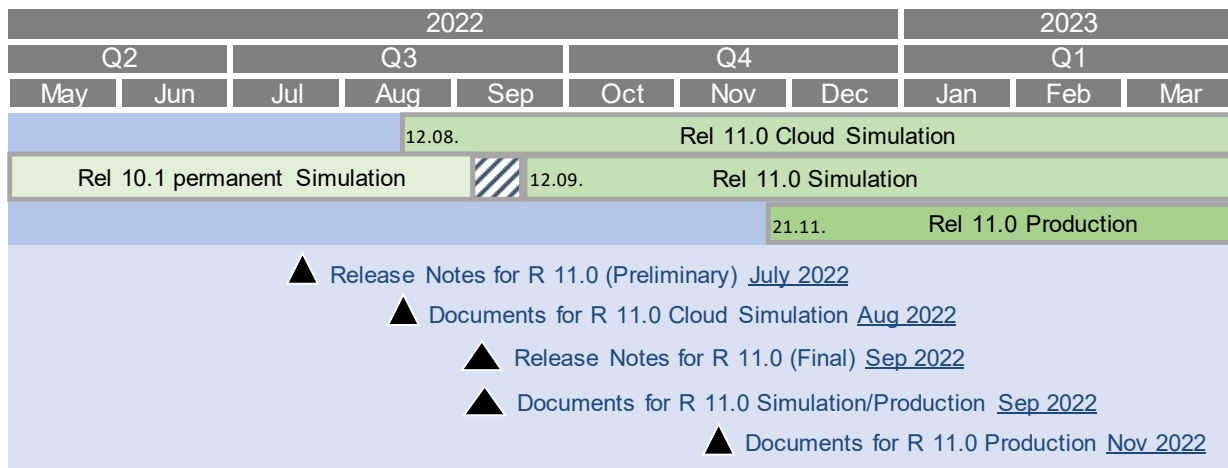 2022 2023
Q2 Q3 Q4 Q1
May Jun Jul Aug Sep Oct Nov Dec Jan Feb Mar
12.08. Rel 11.0 Cloud Simulation
Rel 10.1 permanent Simulation 12.09. Rel 11.0 Simulation
21.11. Rel 11.0 Production
Release Notes for R 11.0 (Preliminary) July 2022
Documents for R 11.0 Cloud Simulation Aug 2022
Release Notes for R 11.0 (Final) Sep 2022
Documents for R 11.0 Simulation/Production Sep 2022
Documents for R 11.0 Production Nov 2022